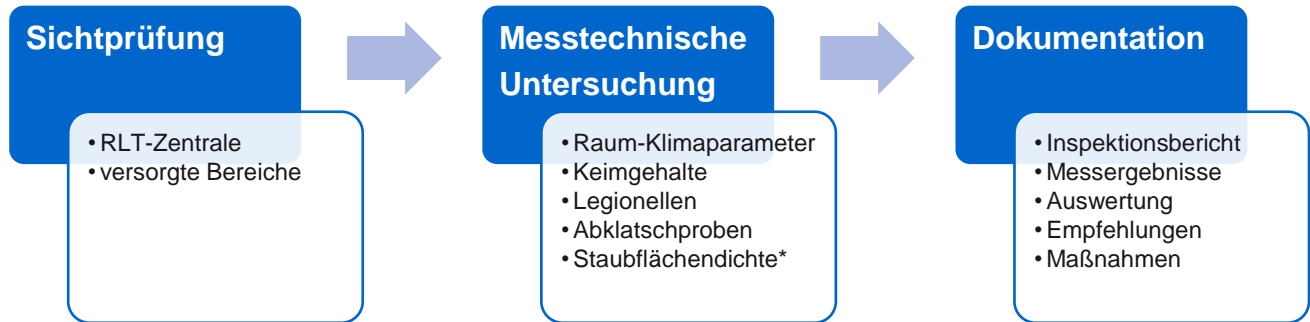 Sichtprüfung
• RLT-Zentrale
• versorgte Bereiche
Messtechnische
Untersuchung
• Raum-Klimaparameter
• Keimgehalte
• Legionellen
• Abklatschproben
• Staubflächendichte*
Dokumentation
• Inspektionsbericht
• Messergebnisse
• Auswertung
• Empfehlungen
• Maßnahmen